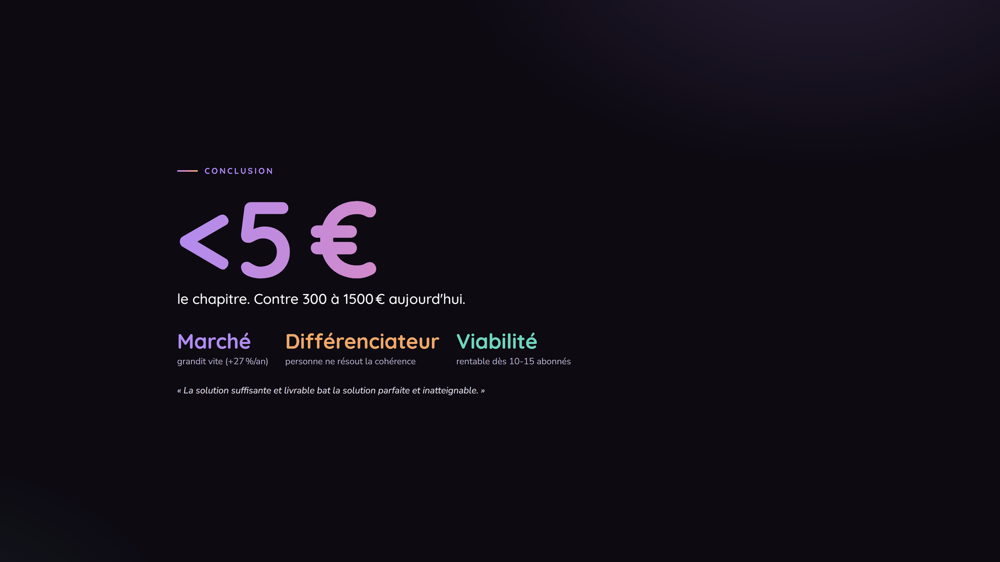 CONCLUSION
<5 €
le chapitre. Contre 300 à 1500 € aujourd'hui.
Marché Différenciateur Viabilité
grandit vite (+27 %/an) personne ne résout la cohérence rentable dès 10-15 abonnés
« La solution suffisante et livrable bat la solution parfaite et inatteignable. »